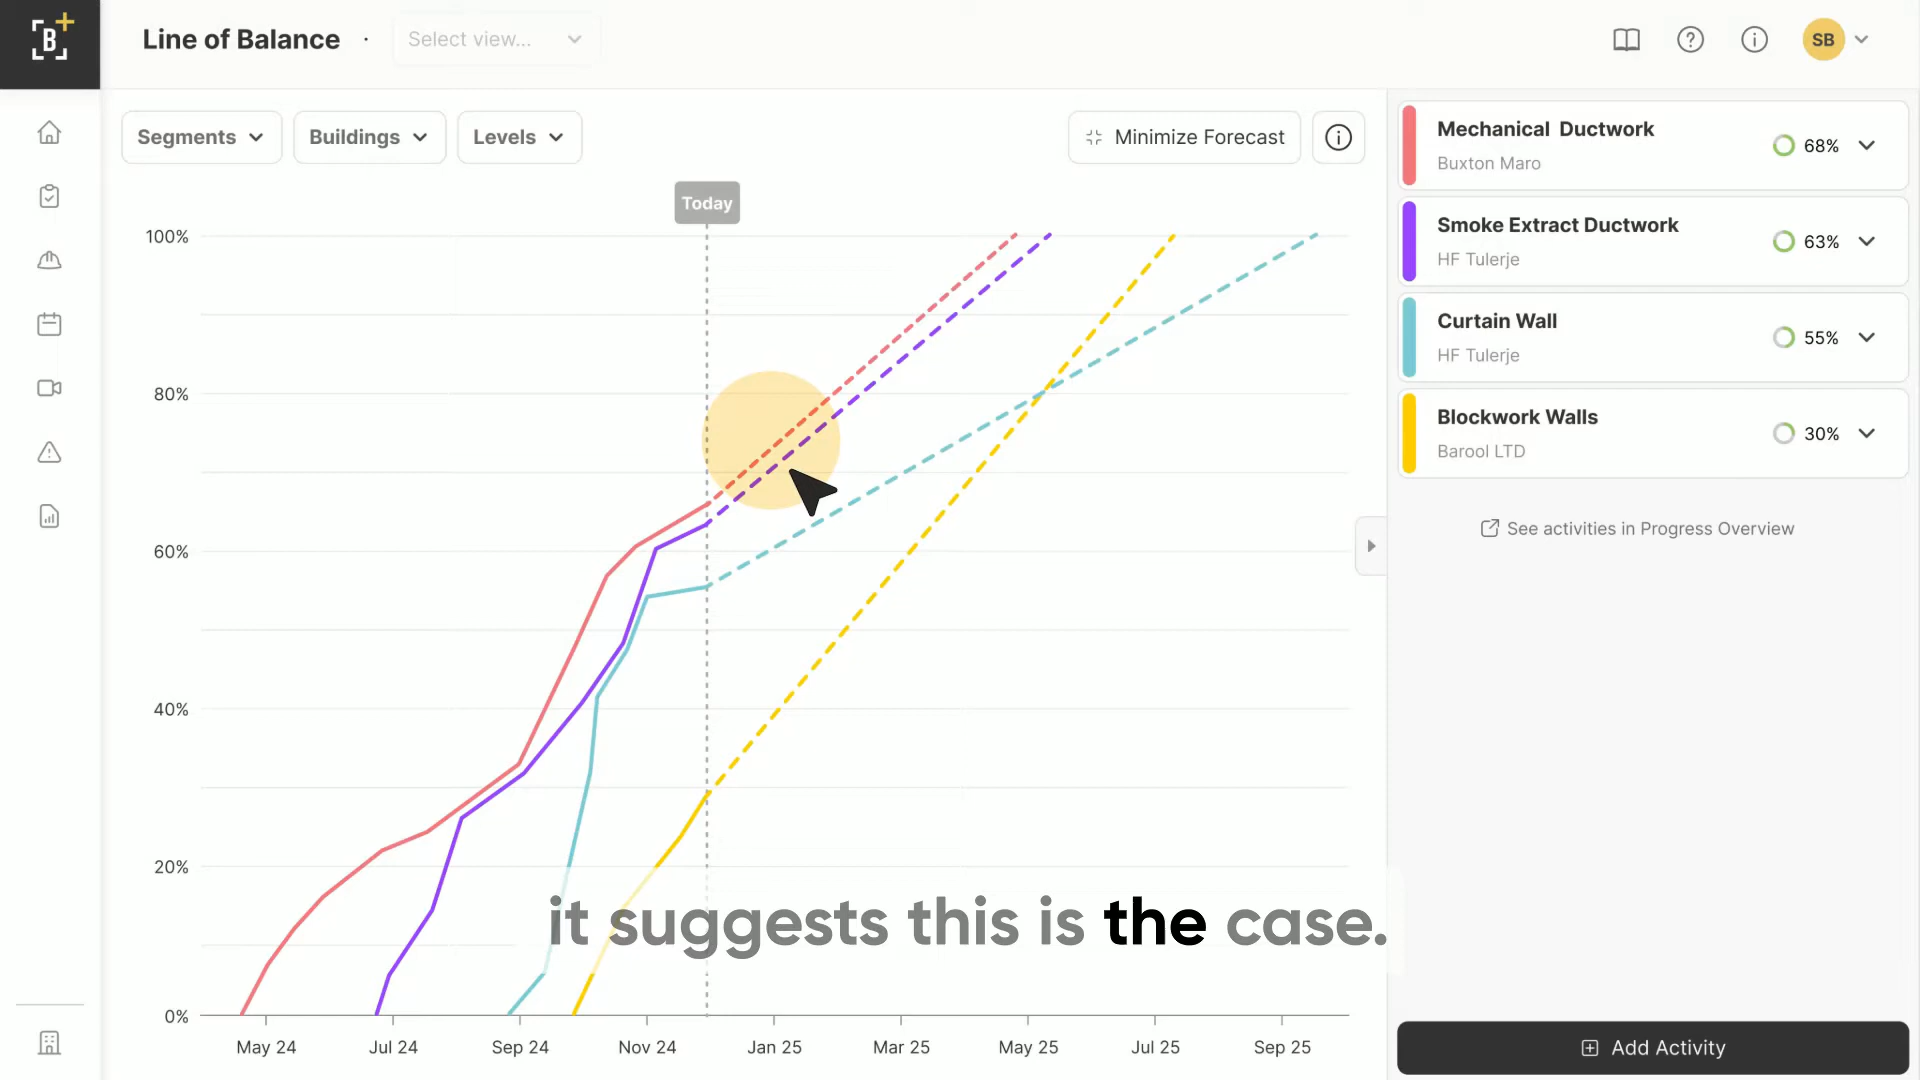 B
Line of Balance · Select view...
SB
Segments
Buildings
Levels
Minimize Forecast
Today
100%
80%
60%
40%
20%
0%
May 24
Jul 24
Sep 24
Nov 24
Jan 25
Mar 25
May 25
Jul 25
Sep 25
it suggests this is the case.
Mechanical Ductwork
Buxton Maro
68%
Smoke Extract Ductwork
HF Tulerje
63%
Curtain Wall
HF Tulerje
55%
Blockwork Walls
Barool LTD
30%
See activities in Progress Overview
Add Activity